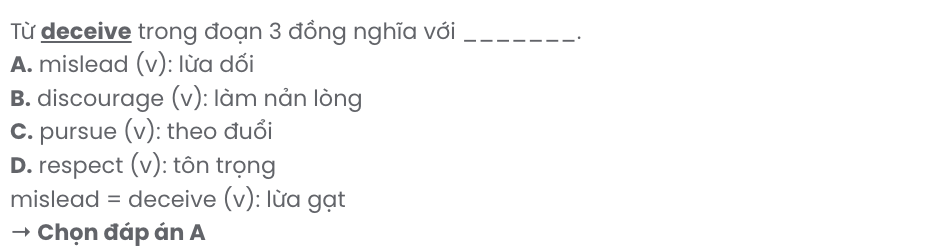 Từ deceive trong đoạn 3 đồng nghĩa với _______.
A. mislead (v): lừa dối
B. discourage (v): làm nản lòng
C. pursue (v): theo đuổi
D. respect (v): tôn trọng
mislead = deceive (v): lừa gạt
→ Chọn đáp án A